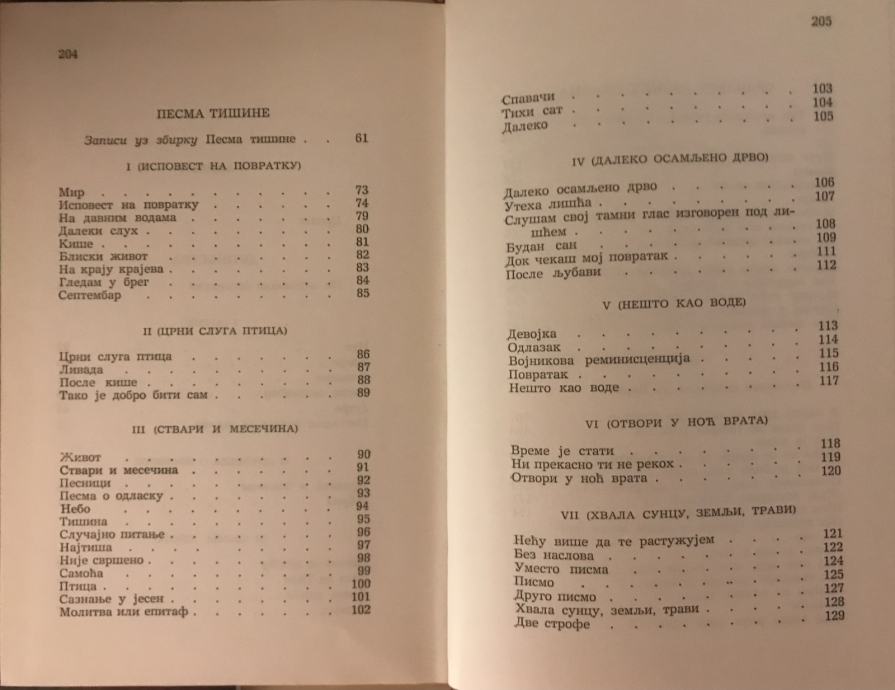 204
ПЕСМА ТИШИНЕ
Записи уз збирку Песма тишине . . 61
I (ИСПОВЕСТ НА ПОВРАТКУ)
Мир . . . . . . . . . . . 73
Исповест на повратку . . . . . . 74
На давним водама . . . . . . . 79
Далеки слух . . . . . . . . . 80
Кише . . . . . . . . . . . 81
Блиски живот . . . . . . . . 82
На крају крајева . . . . . . . . 83
Гледам у брег . . . . . . . . 84
Септембар . . . . . . . . 85
II (ЦРНИ СЛУГА ПТИЦА)
Црни слуга птица . . . . . . . 86
Ливада . . . . . . . . . 87
После кише . . . . . . . . . 88
Тако је добро бити сам . . . . . . 89
III (СТВАРИ И МЕСЕЧИНА)
Живот . . . . . . . . . 90
Ствари и месечина . . . . . . . 91
Песници . . . . . . . . . 92
Песма о одласку . . . . . . . . 93
Небо . . . . . . . . . . 94
Тишина . . . . . . . . . 95
Случајно питање . . . . . . . . 96
Најтиша . . . . . . . . . 97
Није свршено . . . . . . . . . 98
Самоћа . . . . . . . . . 99
Птица . . . . . . . . . . . 100
Сазнање у јесен . . . . . . . . 101
Молитва или епитаф . . . . . . . 102
205
Спавачи . . . . . . . . . 103
Тихи сат . . . . . . . . . . 104
Далеко . . . . . . . . . 105
IV (ДАЛЕКО ОСАМЉЕНО ДРВО)
Далеко осамљено дрво . . . . . . 106
Утеха лишћа . . . . . . . . . 107
Слушам свој тамни глас изговорен под ли-
шћем . . . . . . . . . . 108
Будан сан . . . . . . . . 109
Док чекаш мој повратак . . . . . . 111
После љубави . . . . . . . 112
V (НЕШТО КАО ВОДЕ)
Девојка . . . . . . . . . 113
Одлазак . . . . . . . . . 114
Војникова реминисценција . . . . . 115
Повратак . . . . . . . . . . 116
Нешто као воде . . . . . . . . 117
VI (ОТВОРИ У НОЋ ВРАТА)
Време је стати . . . . . . . 118
Ни прекасно ти не рекох . . . . . . 119
Отвори у ноћ врата . . . . . . . 120
VII (ХВАЛА СУНЦУ, ЗЕМЉИ, ТРАВИ)
Нећу више да те растужујем . . . . 121
Без наслова . . . . . . . . 122
Уместо писма . . . . . . . 124
Писмо . . . . . . . . . 125
Друго писмо . . . . . . . . 127
Хвала сунцу, земљи, трави . . . . . 128
Две строфе . . . . . . . . 129